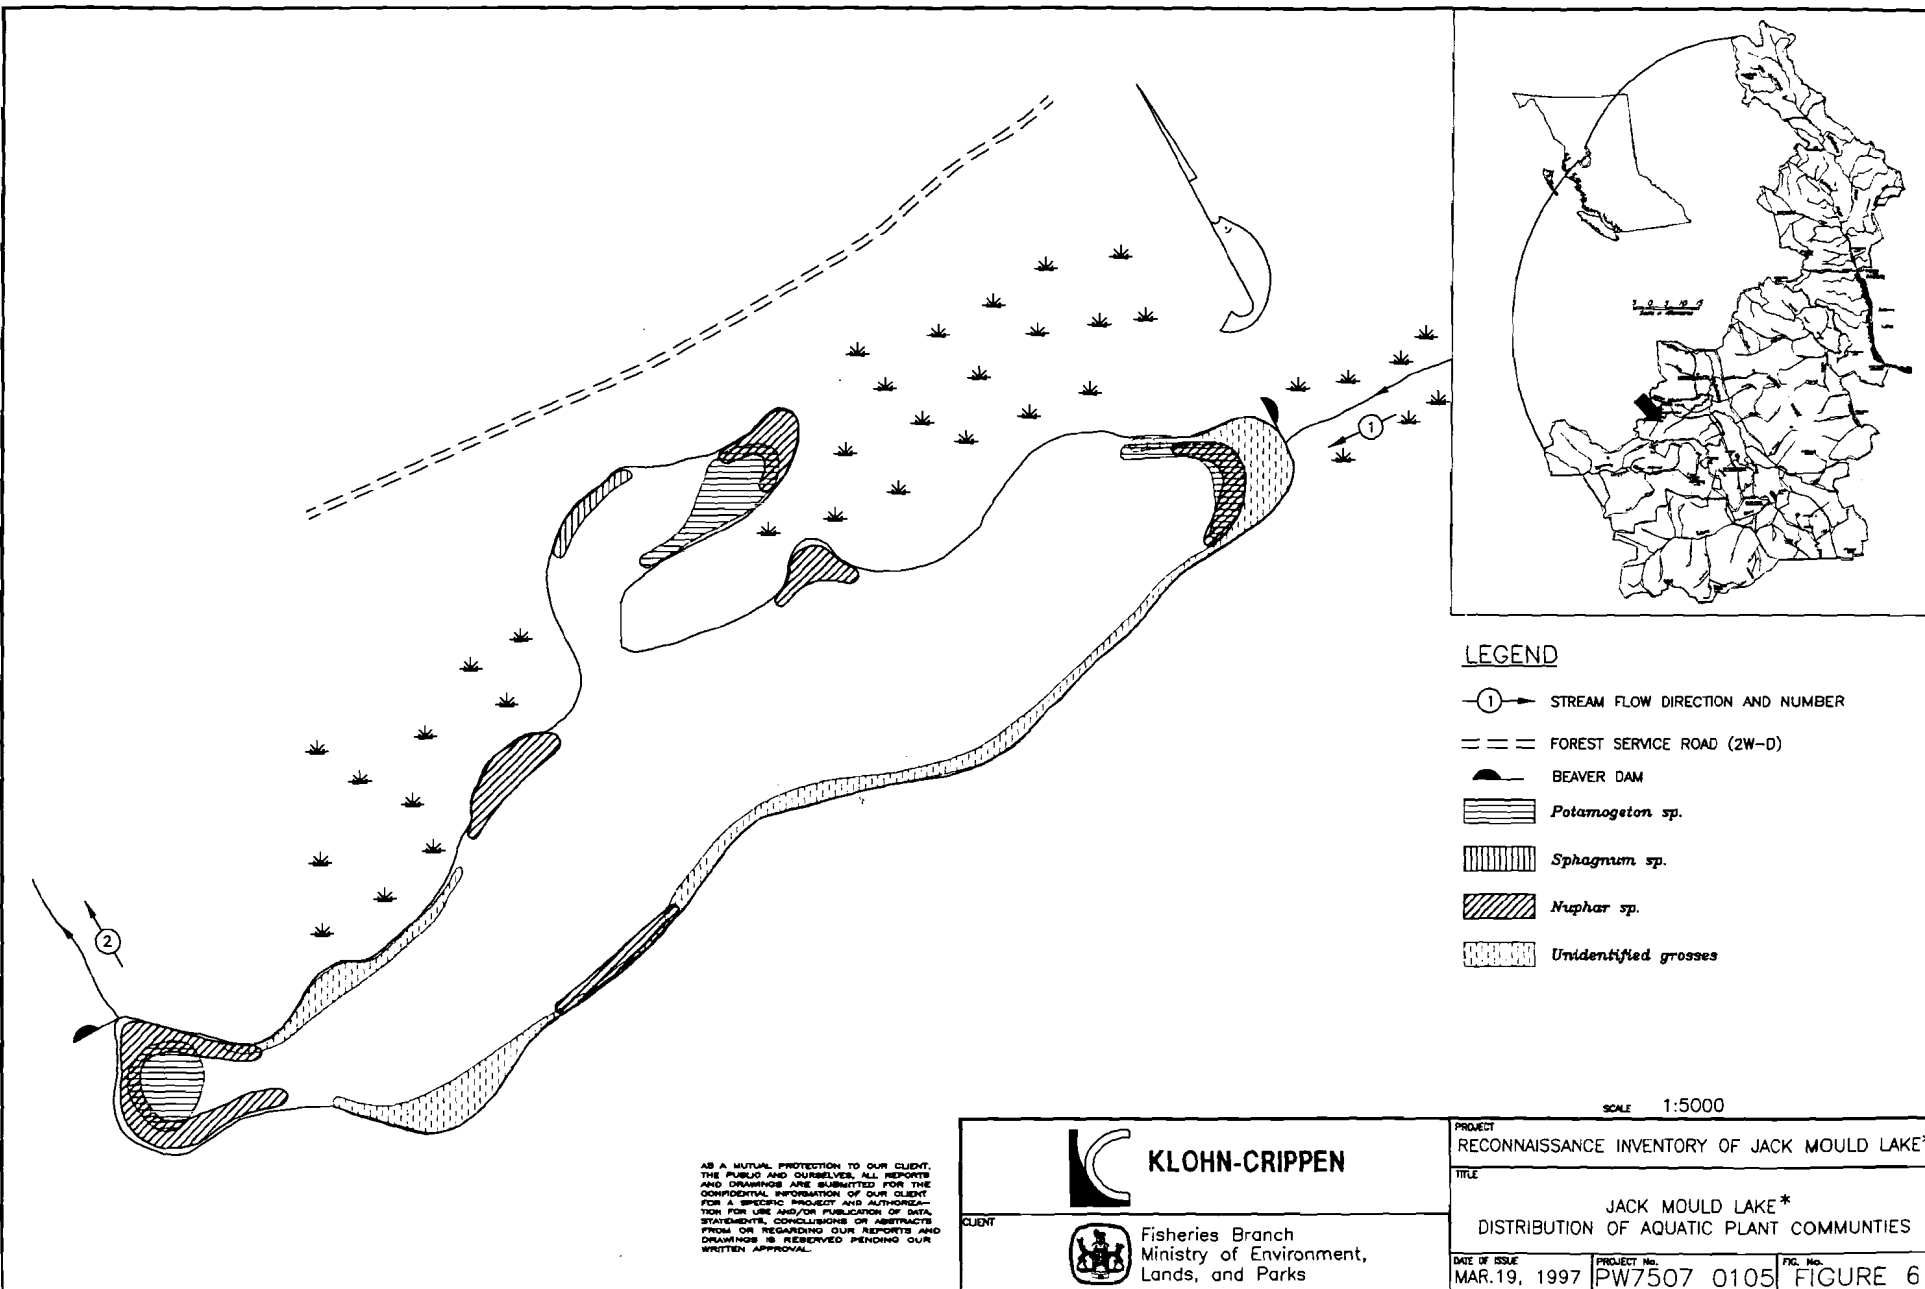 1
2
LEGEND
1 STREAM FLOW DIRECTION AND NUMBER
FOREST SERVICE ROAD (2W-D)
BEAVER DAM
Potamogeton sp.
Sphagnum sp.
Nuphar sp.
Unidentified grosses
SCALE 1:5000
AS A MUTUAL PROTECTION TO OUR CLIENT,
THE PUBLIC AND OURSELVES, ALL REPORTS
AND DRAWINGS ARE SUBMITTED FOR THE
CONFIDENTIAL INFORMATION OF OUR CLIENT
FOR A SPECIFIC PROJECT AND AUTHORIZA-
TION FOR USE AND/OR PUBLICATION OF DATA,
STATEMENTS, CONCLUSIONS OR ABSTRACTS
FROM OR REGARDING OUR REPORTS AND
DRAWINGS IS RESERVED PENDING OUR
WRITTEN APPROVAL.
KLOHN-CRIPPEN
CLIENT
Fisheries Branch
Ministry of Environment,
Lands, and Parks
PROJECT
RECONNAISSANCE INVENTORY OF JACK MOULD LAKE*
TITLE
JACK MOULD LAKE*
DISTRIBUTION OF AQUATIC PLANT COMMUNTIES
DATE OF ISSUE
MAR.19, 1997
PROJECT No.
PW7507 0105
FIG. No.
FIGURE 6